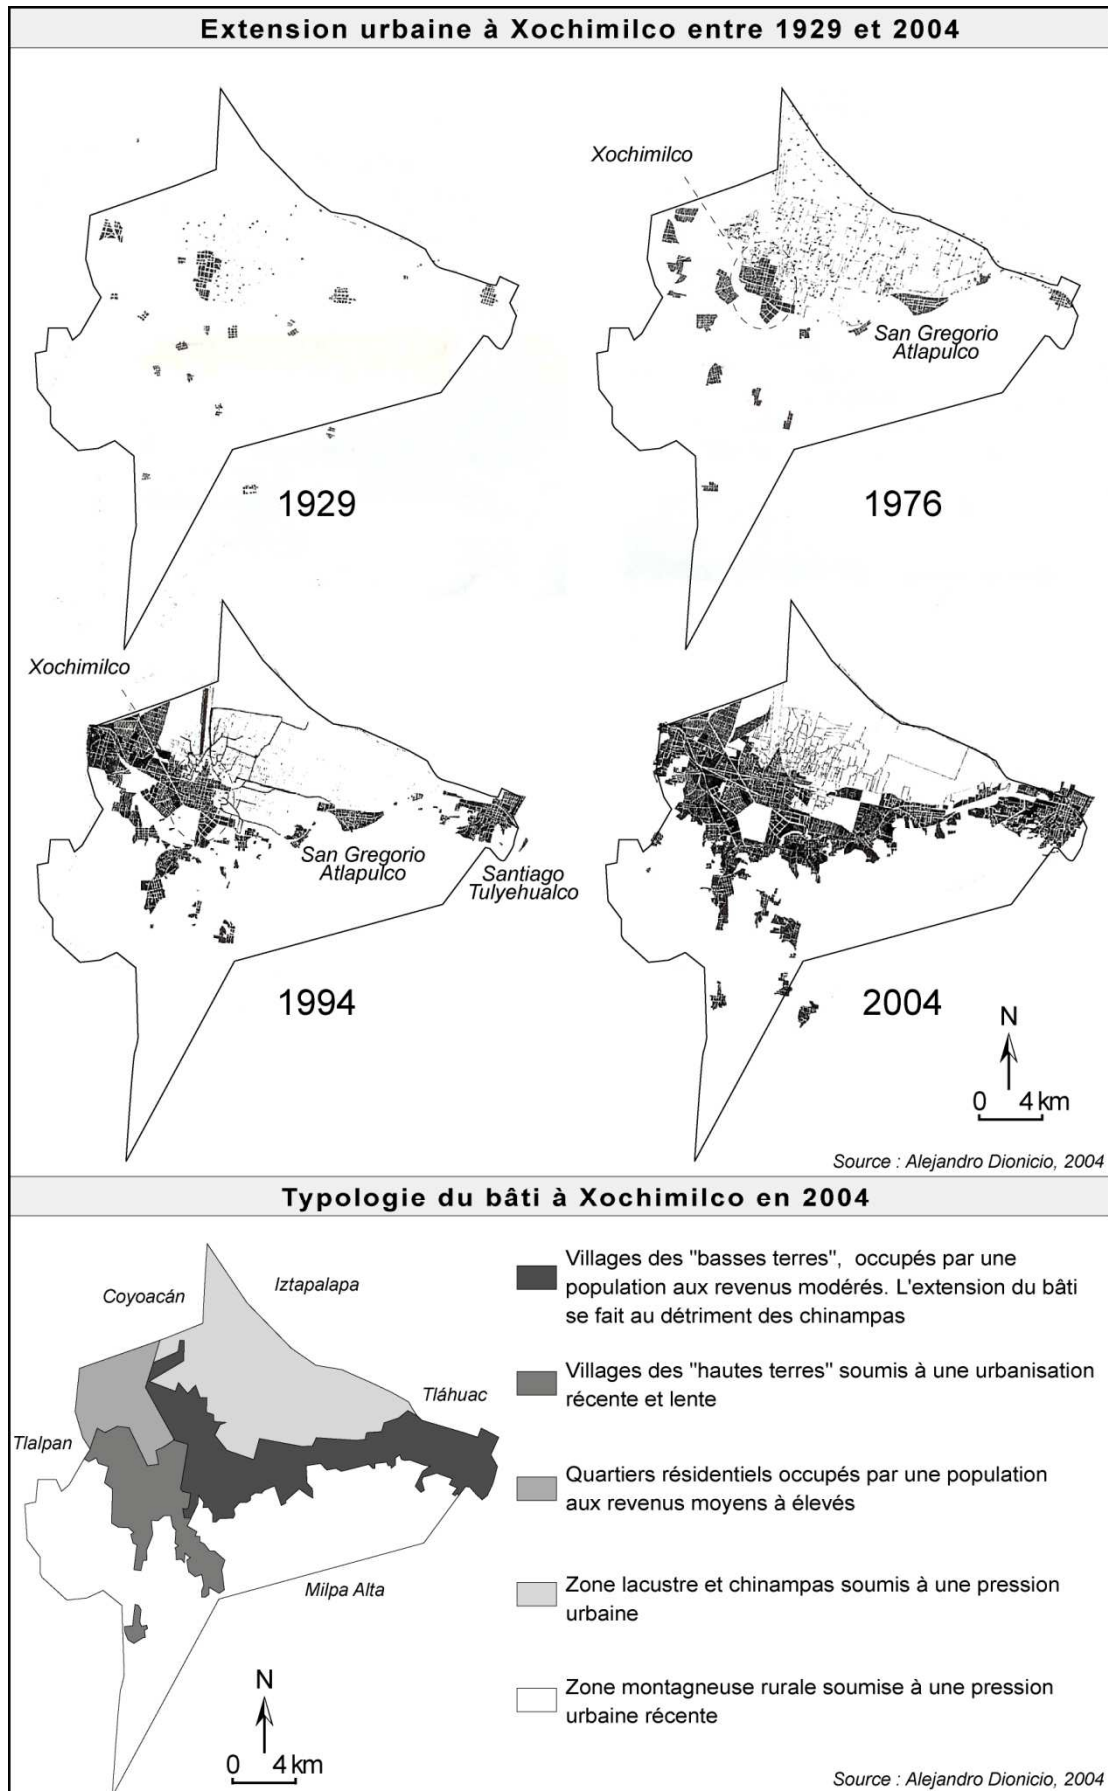 Extension urbaine à Xochimilco entre 1929 et 2004
Xochimilco
San Gregorio
Atlapulco
1929
1976
Xochimilco
San Gregorio
Atlapulco
Santiago
Tulyehualco
1994
2004
N
0 4 km
Source : Alejandro Dionicio, 2004
Typologie du bâti à Xochimilco en 2004
Coyoacán
Iztapalapa
Tláhuac
Tlalpan
Milpa Alta
N
0 4 km
Villages des "basses terres", occupés par une
population aux revenus modérés. L'extension du bâti
se fait au détriment des chinampas
Villages des "hautes terres" soumis à une urbanisation
récente et lente
Quartiers résidentiels occupés par une population
aux revenus moyens à élevés
Zone lacustre et chinampas soumis à une pression
urbaine
Zone montagneuse rurale soumise à une pression
urbaine récente
Source : Alejandro Dionicio, 2004